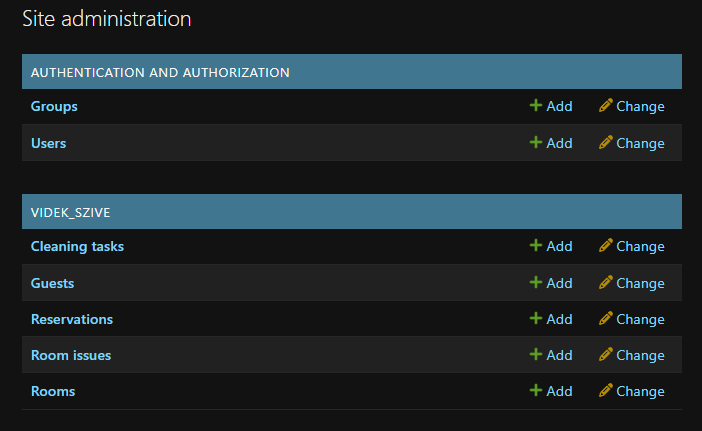 Site administration
AUTHENTICATION AND AUTHORIZATION
Groups Add Change
Users Add Change
VIDEK_SZIVE
Cleaning tasks Add Change
Guests Add Change
Reservations Add Change
Room issues Add Change
Rooms Add Change